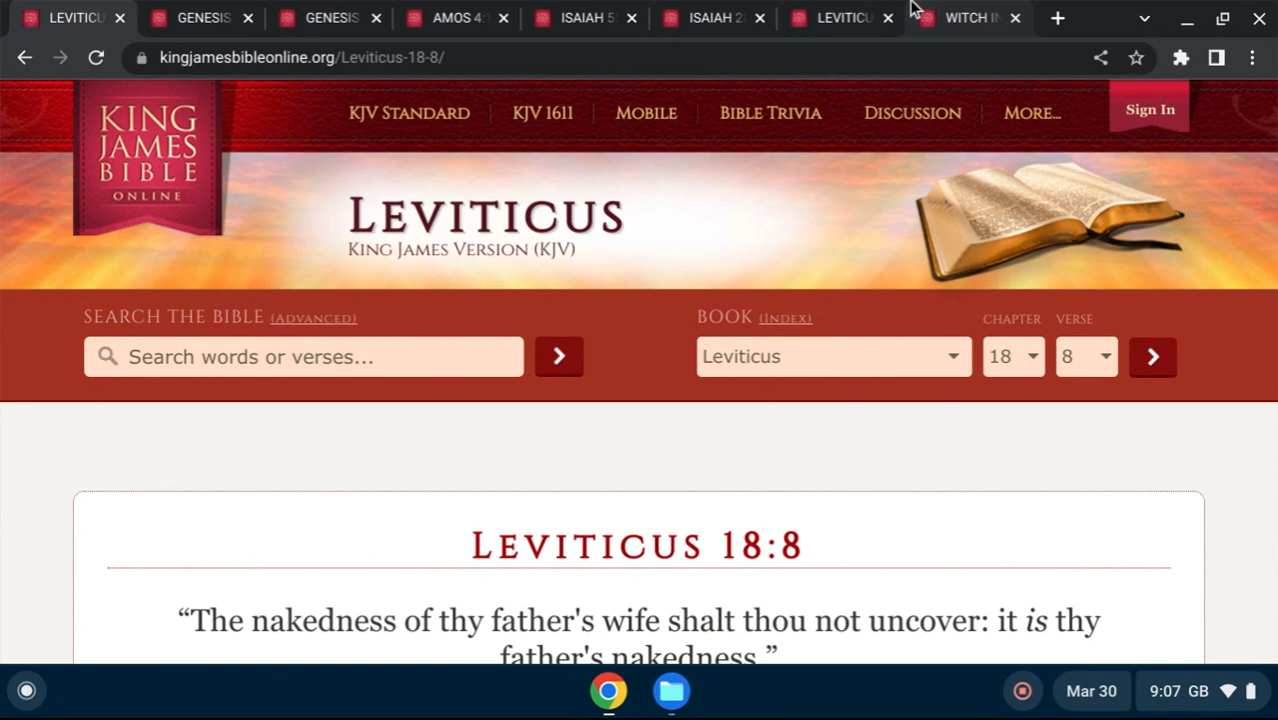 LEVITICU GENESIS GENESIS AMOS 4: ISAIAH 5 ISAIAH 2 LEVITICU WITCH IN
kingjamesbibleonline.org/Leviticus-18-8/
KING JAMES BIBLE ONLINE
KJV STANDARD KJV 1611 MOBILE BIBLE TRIVIA DISCUSSION MORE... Sign In
LEVITICUS
KING JAMES VERSION (KJV)
SEARCH THE BIBLE (ADVANCED) BOOK (INDEX) CHAPTER VERSE
Search words or verses... Leviticus 18 8
LEVITICUS 18:8
“The nakedness of thy father's wife shalt thou not uncover: it is thy
father's nakedness.”
Mar 30 9:07 GB